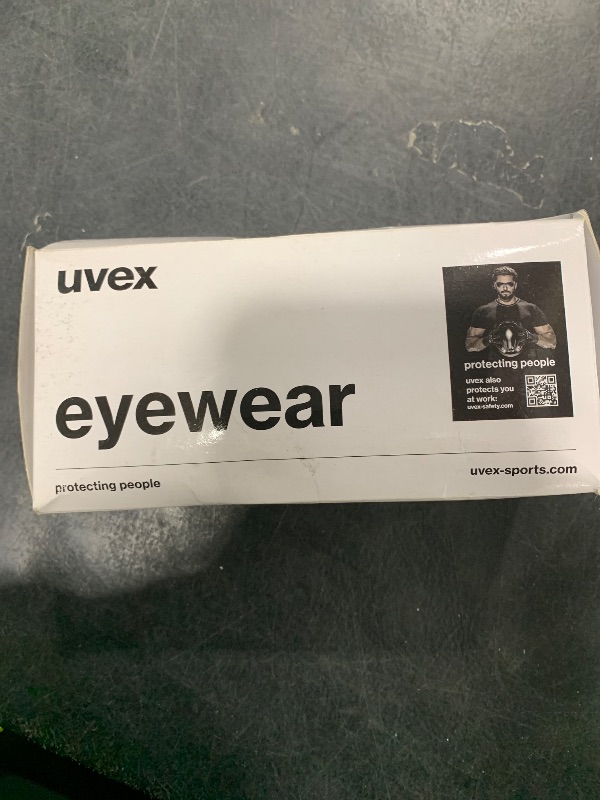 uvex
eyewear
protecting people
uvex also
protects you
at work:
uvex-safety.com
protecting people
uvex-sports.com